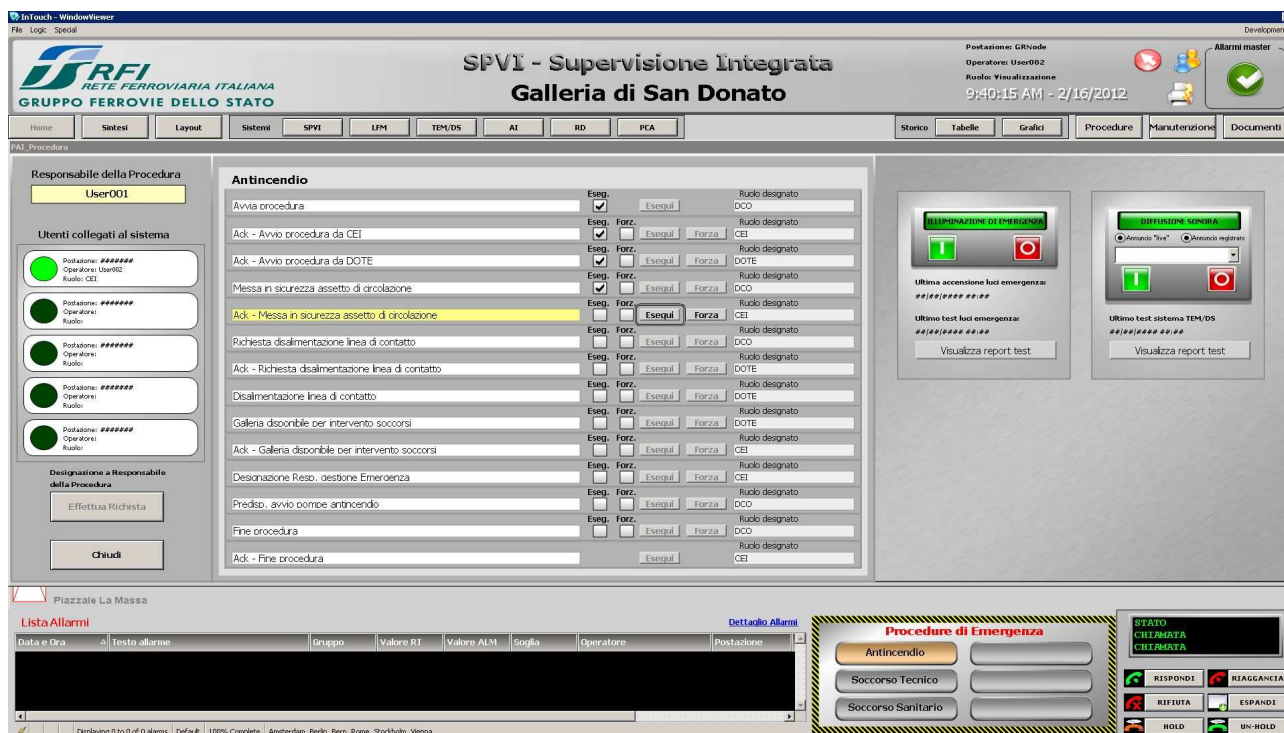 InTouch - WindowViewer
File Logic Special
Developmen
RFI
RETE FERROVIARIA ITALIANA
GRUPPO FERROVIE DELLO STATO
SPVI - Supervisione Integrata
Galleria di San Donato
Postazione: GRNode
Operatore: User002
Ruolo: Visualizzazione
9:40:15 AM - 2/16/2012
Allarmi master
Home Sintesi Layout Sistemi SPVI LFM TEM/DS AI RD PCA Storico Tabelle Grafici Procedure Manutenzione Documenti
PAI_Procedura
Responsabile della Procedura
User001
Utenti collegati al sistema
Postazione: #######
Operatore: User002
Ruolo: CEI
Postazione: #######
Operatore:
Ruolo:
Postazione: #######
Operatore:
Ruolo:
Postazione: #######
Operatore:
Ruolo:
Postazione: #######
Operatore:
Ruolo:
Designazione a Responsabile
della Procedura
Effettua Richista
Chiudi
Antincendio
Eseg. Ruolo designato
Avvia procedura Esegui DCO
Eseg. Forz. Ruolo designato
Ack - Avvio procedura da CEI Esegui Forza CEI
Eseg. Forz. Ruolo designato
Ack - Avvio procedura da DOTE Esegui Forza DOTE
Eseg. Forz. Ruolo designato
Messa in sicurezza assetto di circolazione Esegui Forza DCO
Eseg. Forz. Ruolo designato
Ack - Messa in sicurezza assetto di circolazione Esegui Forza CEI
Eseg. Forz. Ruolo designato
Richiesta disalimentazione linea di contatto Esegui Forza DCO
Eseg. Forz. Ruolo designato
Ack - Richiesta disalimentazione linea di contatto Esegui Forza DOTE
Eseg. Forz. Ruolo designato
Disalimentazione linea di contatto Esegui Forza DOTE
Eseg. Forz. Ruolo designato
Galleria disponibile per intervento soccorsi Esegui Forza DOTE
Eseg. Forz. Ruolo designato
Ack - Galleria disponibile per intervento soccorsi Esegui Forza CEI
Eseg. Forz. Ruolo designato
Designazione Resp. gestione Emergenza Esegui Forza CEI
Eseg. Forz. Ruolo designato
Predisp. avvio pompe antincendio Esegui Forza DCO
Eseg. Forz. Ruolo designato
Fine procedura Esegui Forza DCO
Ruolo designato
Ack - Fine procedura Esegui CEI
ILLUMINAZIONE DI EMERGENZA
I O
Ultima accensione luci emergenza:
##/##/#### ##:##
Ultimo test luci emergenza:
##/##/#### ##:##
Visualizza report test
DIFFUSIONE SONORA
Annuncio "live" Annuncio registrato
I O
Ultimo test sistema TEM/DS
##/##/#### ##:##
Visualizza report test
Piazzale La Massa
Lista Allarmi
Dettaglio Allarmi
Data e Ora Testo allarme Gruppo Valore RT Valore ALM Soglia Operatore Postazione
Displaying 0 to 0 of 0 alarms Default 100% Complete Amsterdam, Berlin, Bern, Rome, Stockholm, Vienna
Procedure di Emergenza
Antincendio
Soccorso Tecnico
Soccorso Sanitario
STATO
CHIAMATA
CHIAMATA
RISPONDI RIAGGANCIA
RIFIUTA ESPANDI
HOLD UN-HOLD